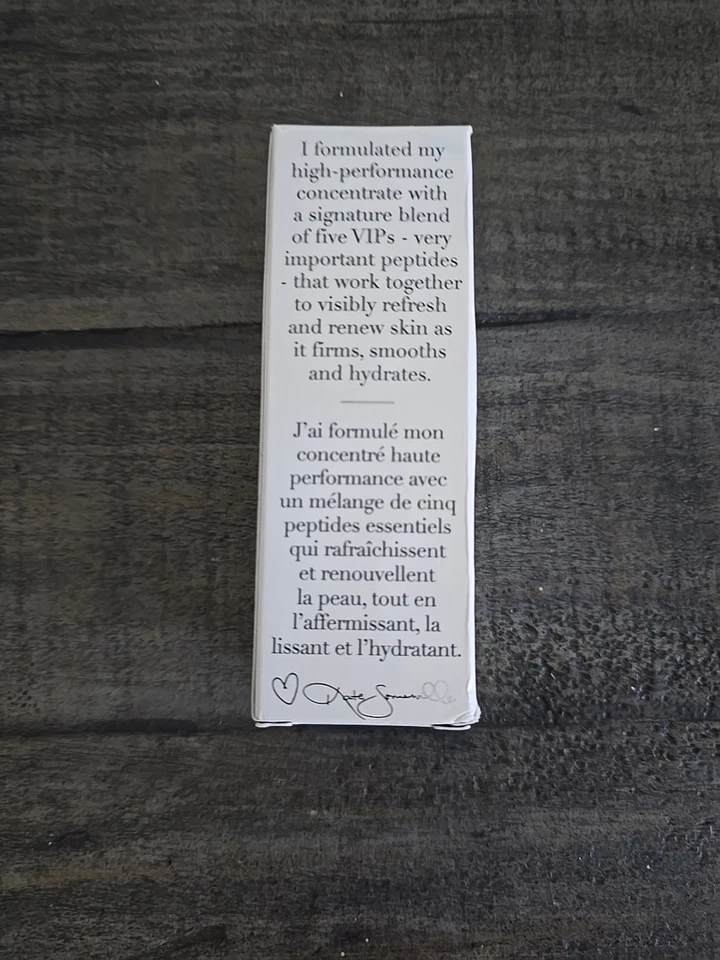 I formulated my
high-performance
concentrate with
a signature blend
of five VIPs - very
important peptides
- that work together
to visibly refresh
and renew skin as
it firms, smooths
and hydrates.
J'ai formulé mon
concentré haute
performance avec
un mélange de cinq
peptides essentiels
qui rafraîchissent
et renouvellent
la peau, tout en
l'affermissant, la
lissant et l'hydratant.
Kate Somerville